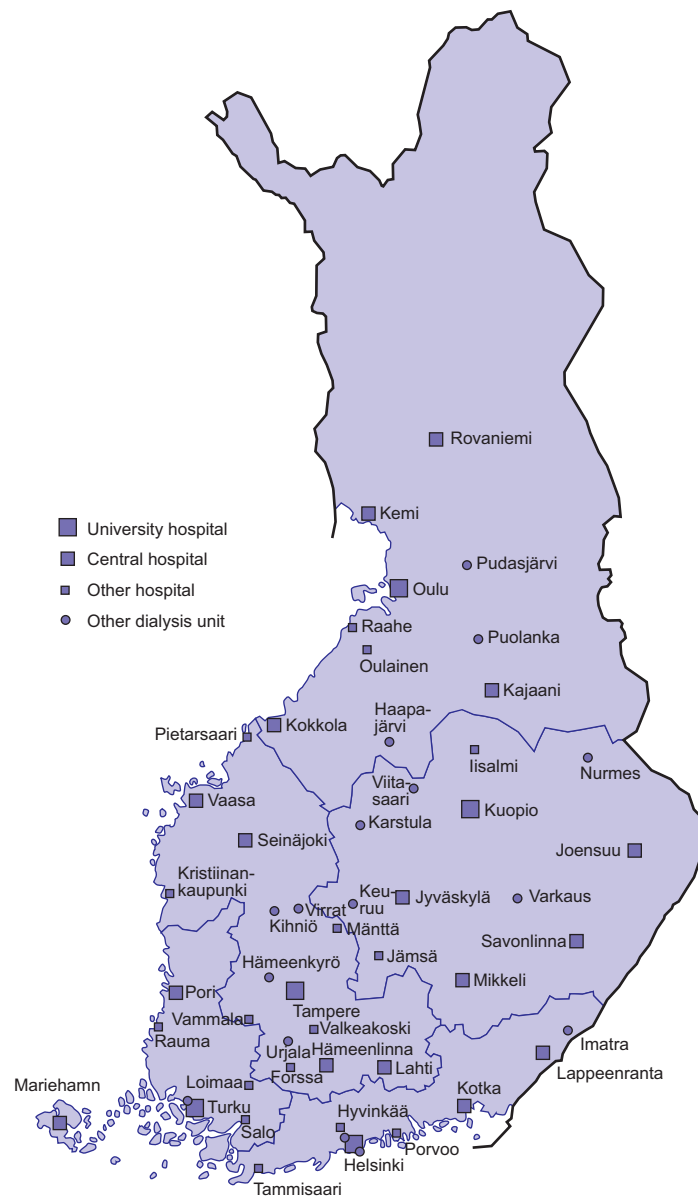 Rovaniemi
Kemi
University hospital
Central hospital
Other hospital
Other dialysis unit
Pudasjärvi
Oulu
Raahe
Puolanka
Oulainen
Kajaani
Haapa-
järvi
Kokkola
Pietarsaari
Iisalmi
Nurmes
Viita-
saari
Vaasa
Kuopio
Karstula
Seinäjoki
Joensuu
Kristiinan-
kaupunki
Keu-
ruu
Jyväskylä
Varkaus
Virrat
Kihniö
Mänttä
Savonlinna
Jämsä
Hämeenkyrö
Mikkeli
Pori
Tampere
Vammala
Valkeakoski
Rauma
Imatra
Urjala
Hämeenlinna
Forssa
Lahti
Lappeenranta
Mariehamn
Loimaa
Kotka
Turku
Hyvinkää
Salo
Porvoo
Helsinki
Tammisaari